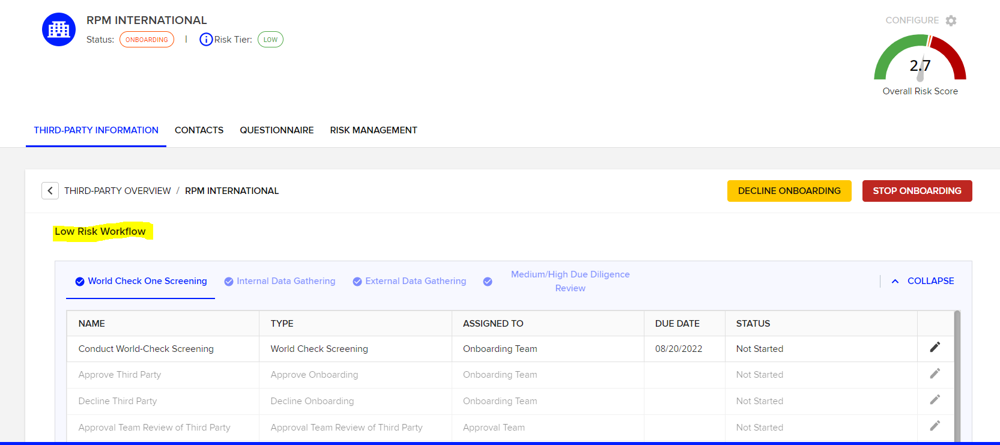 RPM INTERNATIONAL
CONFIGURE
Status: ONBOARDING | Risk Tier: LOW
2.7
Overall Risk Score
THIRD-PARTY INFORMATION CONTACTS QUESTIONNAIRE RISK MANAGEMENT
THIRD-PARTY OVERVIEW / RPM INTERNATIONAL DECLINE ONBOARDING STOP ONBOARDING
Low Risk Workflow
World Check One Screening Internal Data Gathering External Data Gathering Medium/High Due Diligence
Review
COLLAPSE
NAME TYPE ASSIGNED TO DUE DATE STATUS
Conduct World-Check Screening World Check Screening Onboarding Team 08/20/2022 Not Started
Approve Third Party Approve Onboarding Onboarding Team Not Started
Decline Third Party Decline Onboarding Onboarding Team Not Started
Approval Team Review of Third Party Approval Team Review of Third Party Approval Team Not Started